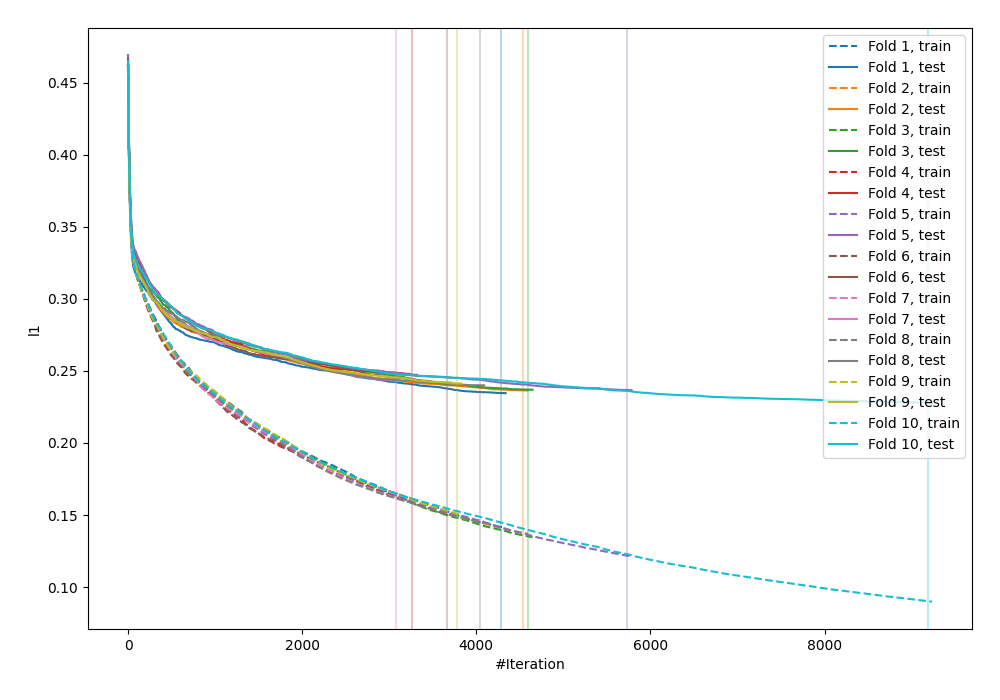 0.45
0.40
0.35
0.30
0.25
0.20
0.15
0.10
l1
0
2000
4000
6000
8000
#Iteration
Fold 1, train
Fold 1, test
Fold 2, train
Fold 2, test
Fold 3, train
Fold 3, test
Fold 4, train
Fold 4, test
Fold 5, train
Fold 5, test
Fold 6, train
Fold 6, test
Fold 7, train
Fold 7, test
Fold 8, train
Fold 8, test
Fold 9, train
Fold 9, test
Fold 10, train
Fold 10, test